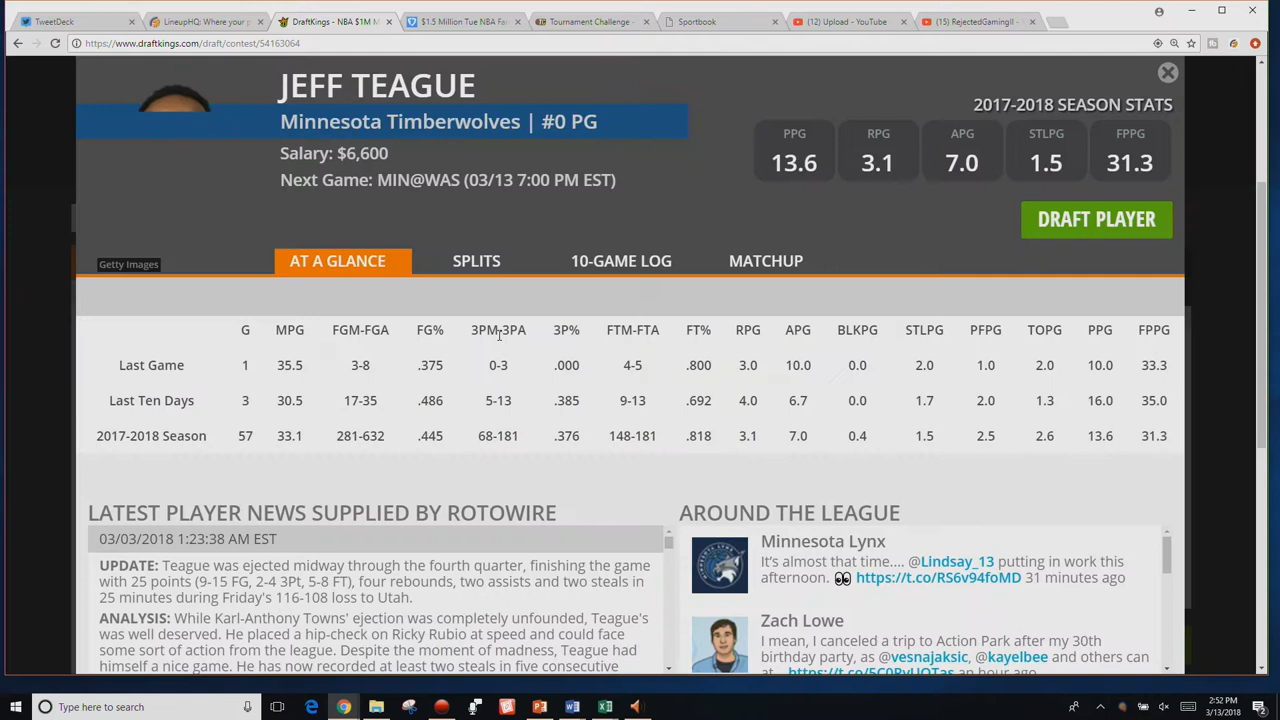 TweetDeck
LineupHQ: Where your
DraftKings - NBA $1M M
$1.5 Million Tue NBA Fa
Tournament Challenge -
Sportbook
(12) Upload - YouTube
(15) RejectedGamingII -
https://www.draftkings.com/draft/contest/54163064
JEFF TEAGUE
Minnesota Timberwolves | #0 PG
Salary: $6,600
Next Game: MIN@WAS (03/13 7:00 PM EST)
2017-2018 SEASON STATS
PPG RPG APG STLPG FPPG
13.6 3.1 7.0 1.5 31.3
DRAFT PLAYER
Getty Images
AT A GLANCE SPLITS 10-GAME LOG MATCHUP
G MPG FGM-FGA FG% 3PM-3PA 3P% FTM-FTA FT% RPG APG BLKPG STLPG PFPG TOPG PPG FPPG
Last Game 1 35.5 3-8 .375 0-3 .000 4-5 .800 3.0 10.0 0.0 2.0 1.0 2.0 10.0 33.3
Last Ten Days 3 30.5 17-35 .486 5-13 .385 9-13 .692 4.0 6.7 0.0 1.7 2.0 1.3 16.0 35.0
2017-2018 Season 57 33.1 281-632 .445 68-181 .376 148-181 .818 3.1 7.0 0.4 1.5 2.5 2.6 13.6 31.3
LATEST PLAYER NEWS SUPPLIED BY ROTOWIRE
03/03/2018 1:23:38 AM EST
UPDATE: Teague was ejected midway through the fourth quarter, finishing the game
with 25 points (9-15 FG, 2-4 3Pt, 5-8 FT), four rebounds, two assists and two steals in
25 minutes during Friday's 116-108 loss to Utah.
ANALYSIS: While Karl-Anthony Towns' ejection was completely unfounded, Teague's
was well deserved. He placed a hip-check on Ricky Rubio at speed and could face
some sort of action from the league. Despite the moment of madness, Teague had
himself a nice game. He has now recorded at least two steals in five consecutive
AROUND THE LEAGUE
Minnesota Lynx
It's almost that time.... @Lindsay_13 putting in work this
afternoon. 👀 https://t.co/RS6v94foMD 31 minutes ago
Zach Lowe
I mean, I canceled a trip to Action Park after my 30th
birthday party, as @vesnajaksic, @kayelbee and others can
Type here to search
2:52 PM
3/13/2018